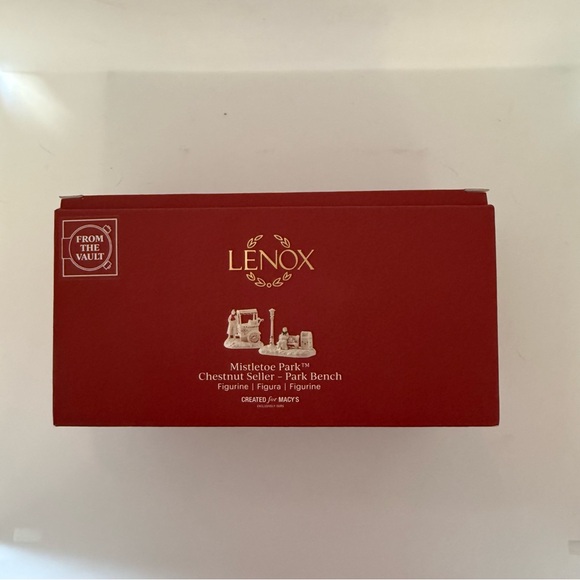 FROM
THE
VAULT
LENOX
Mistletoe Park™
Chestnut Seller – Park Bench
Figurine | Figura | Figurine
CREATED for MACY'S